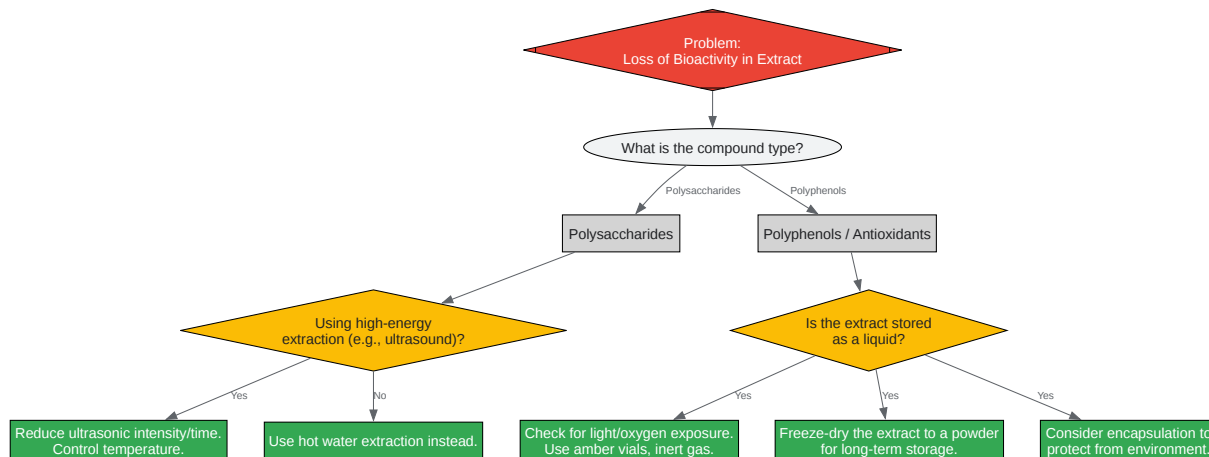 Problem:
Loss of Bioactivity in Extract
What is the compound type?
Polysaccharides
Polyphenols
Polysaccharides
Polyphenols / Antioxidants
Using high-energy
extraction (e.g., ultrasound)?
Is the extract stored
as a liquid?
Yes
No
Yes
Yes
Yes
Reduce ultrasonic intensity/time.
Control temperature.
Use hot water extraction instead.
Check for light/oxygen exposure.
Use amber vials, inert gas.
Freeze-dry the extract to a powder
for long-term storage.
Consider encapsulation to
protect from environment.